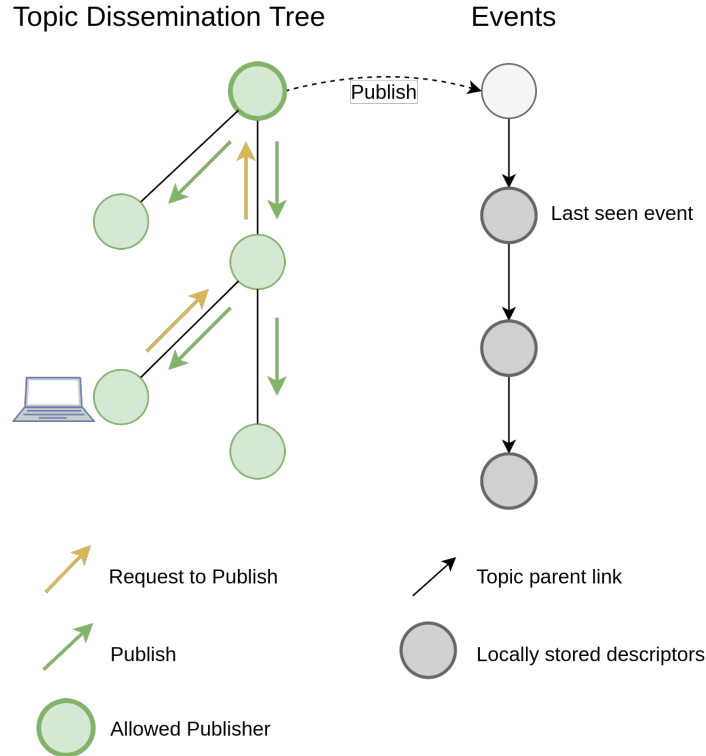 Topic Dissemination Tree
Events
Publish
Last seen event
Request to Publish
Topic parent link
Publish
Locally stored descriptors
Allowed Publisher